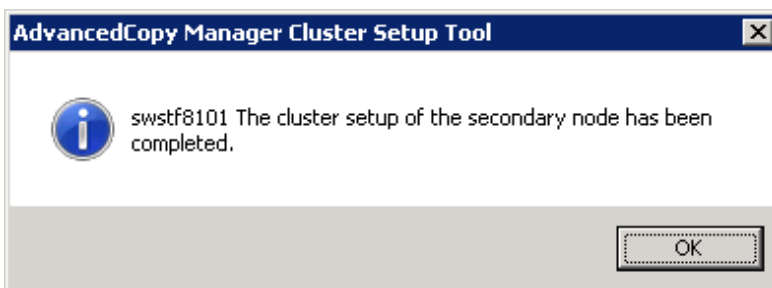 AdvancedCopy Manager Cluster Setup Tool
swstf8101 The cluster setup of the secondary node has been
completed.
OK